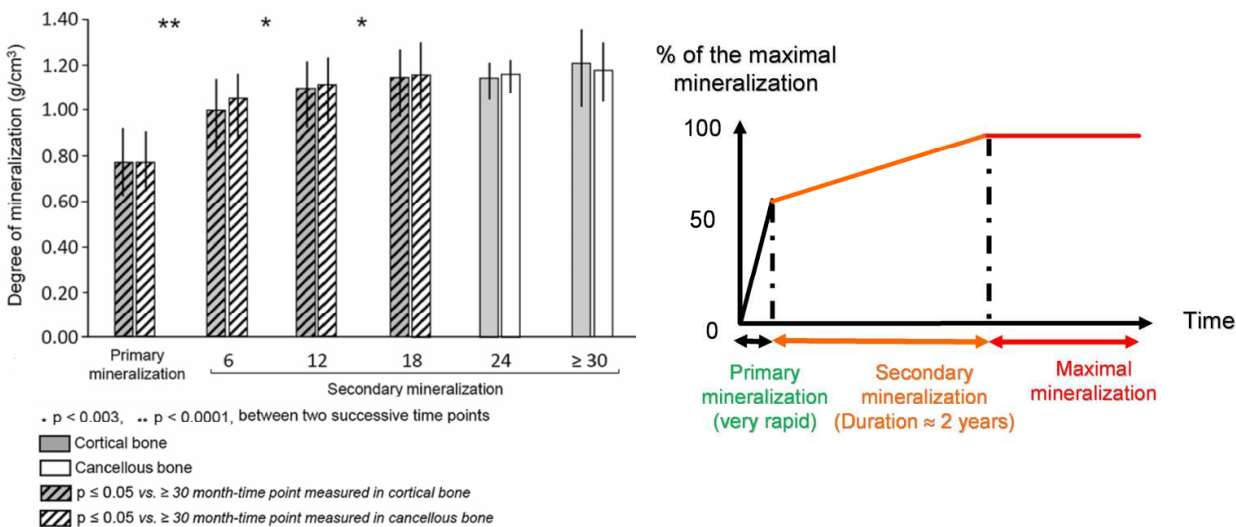 1.40
1.20
1.00
0.80
0.60
0.40
0.20
0.00
Degree of mineralization (g/cm³)
** * *
Primary
mineralization
6 12 18 24 ≥ 30
Secondary mineralization
* p < 0.003, ** p < 0.0001, between two successive time points
Cortical bone
Cancellous bone
p ≤ 0.05 vs. ≥ 30 month-time point measured in cortical bone
p ≤ 0.05 vs. ≥ 30 month-time point measured in cancellous bone
% of the maximal
mineralization
100
50
0
Time
Primary
mineralization
(very rapid)
Secondary
mineralization
(Duration ≈ 2 years)
Maximal
mineralization